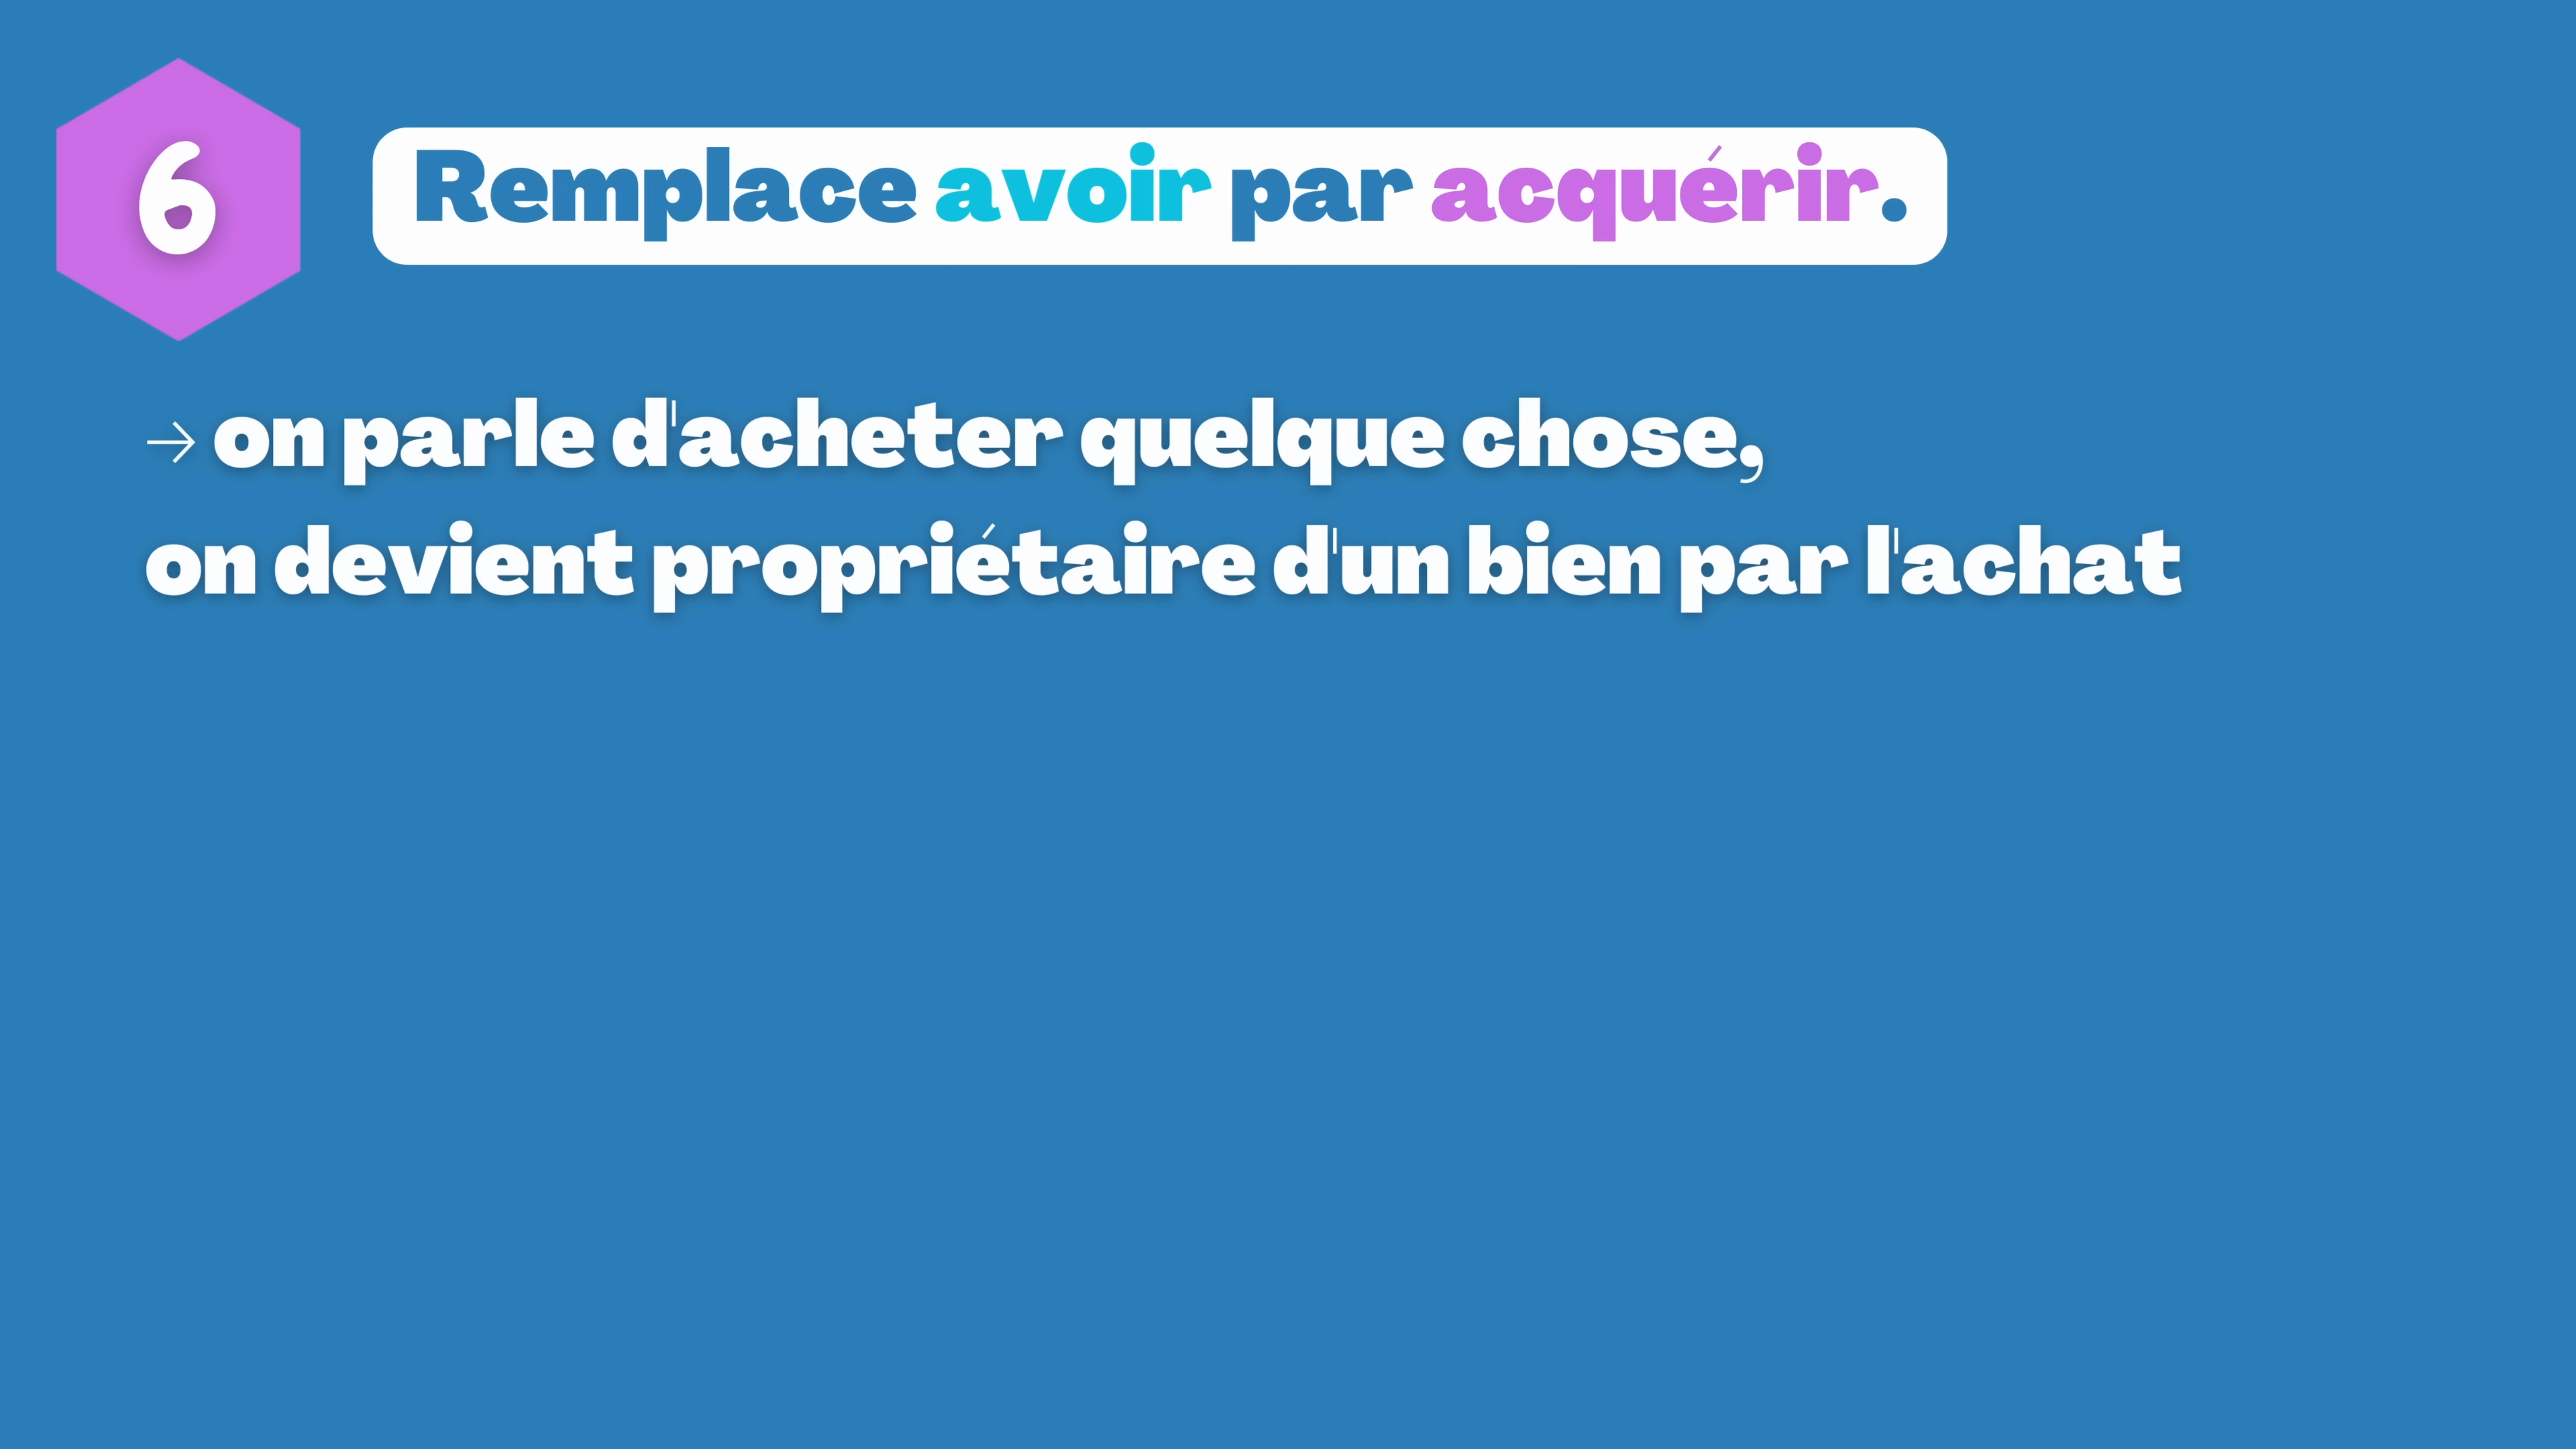 6
Remplace avoir par acquérir.
→ on parle d'acheter quelque chose,
on devient propriétaire d'un bien par l'achat